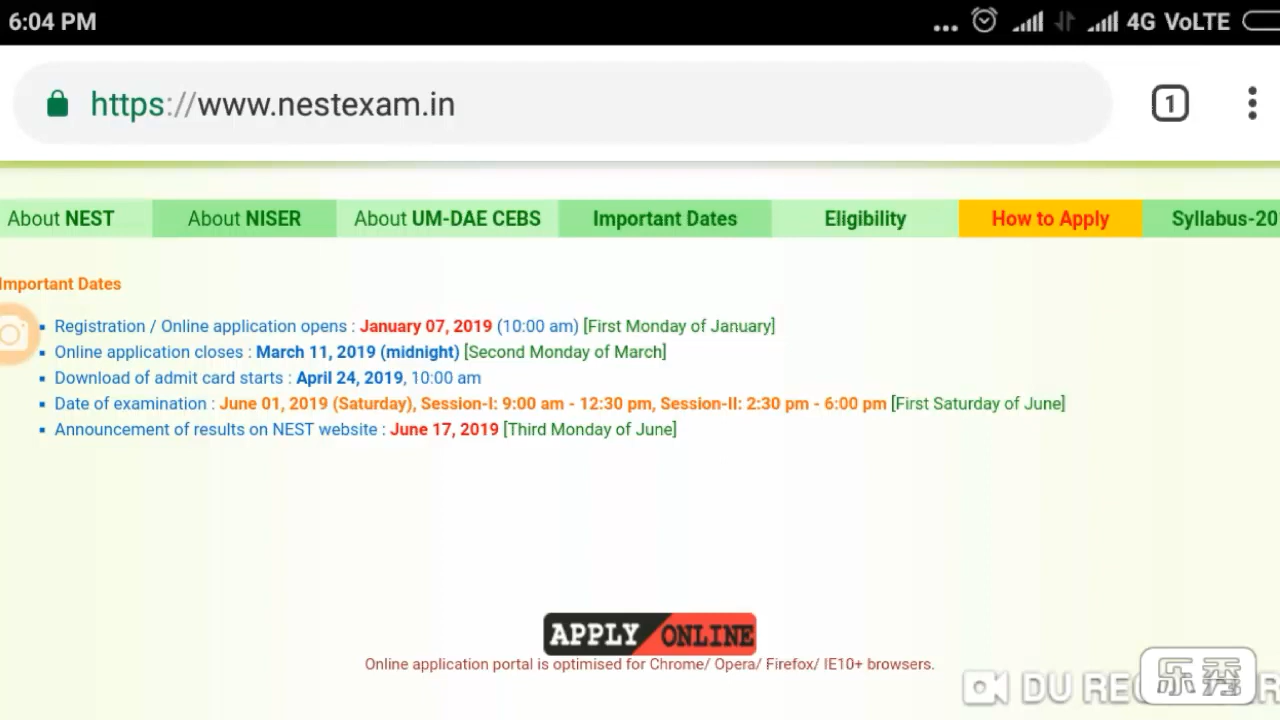 6:04 PM
... 4G VoLTE
https://www.nestexam.in
1
About NEST About NISER About UM-DAE CEBS Important Dates Eligibility How to Apply Syllabus-20
Important Dates
Registration / Online application opens : January 07, 2019 (10:00 am) [First Monday of January]
Online application closes : March 11, 2019 (midnight) [Second Monday of March]
Download of admit card starts : April 24, 2019, 10:00 am
Date of examination : June 01, 2019 (Saturday), Session-I: 9:00 am - 12:30 pm, Session-II: 2:30 pm - 6:00 pm [First Saturday of June]
Announcement of results on NEST website : June 17, 2019 [Third Monday of June]
APPLY ONLINE
Online application portal is optimised for Chrome/ Opera/ Firefox/ IE10+ browsers.
DU RE
乐秀